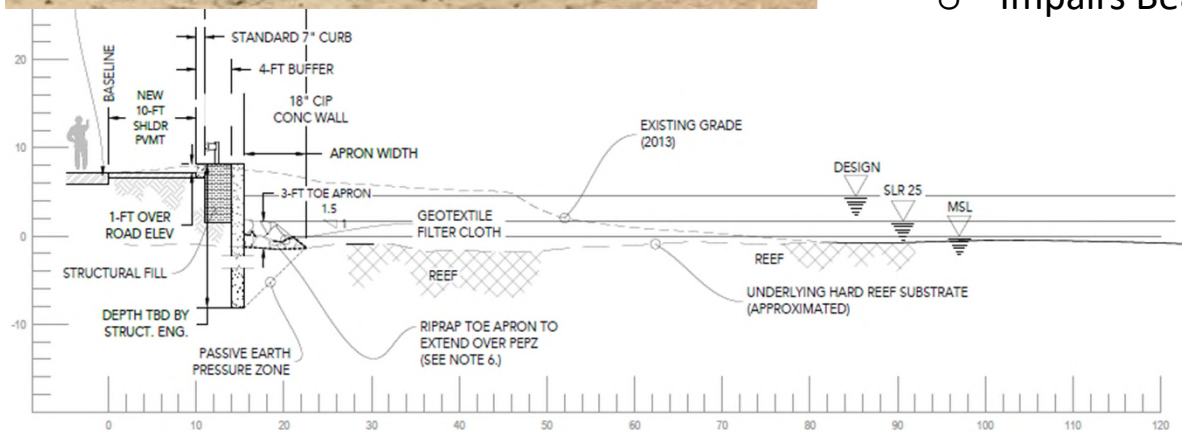 Impairs
STANDARD 7" CURB
4-FT BUFFER
BASELINE
NEW
10-FT
SHLDR
PVMT
18" CIP
CONC WALL
APRON WIDTH
EXISTING GRADE
(2013)
DESIGN
SLR 25
MSL
3-FT TOE APRON
1.5
1
GEOTEXTILE
FILTER CLOTH
1-FT OVER
ROAD ELEV
STRUCTURAL FILL
REEF
REEF
UNDERLYING HARD REEF SUBSTRATE
(APPROXIMATED)
DEPTH TBD BY
STRUCT. ENG.
RIPRAP TOE APRON TO
EXTEND OVER PEPZ
(SEE NOTE 6.)
PASSIVE EARTH
PRESSURE ZONE
20
10
0
-10
0 10 20 30 40 50 60 70 80 90 100 110 120